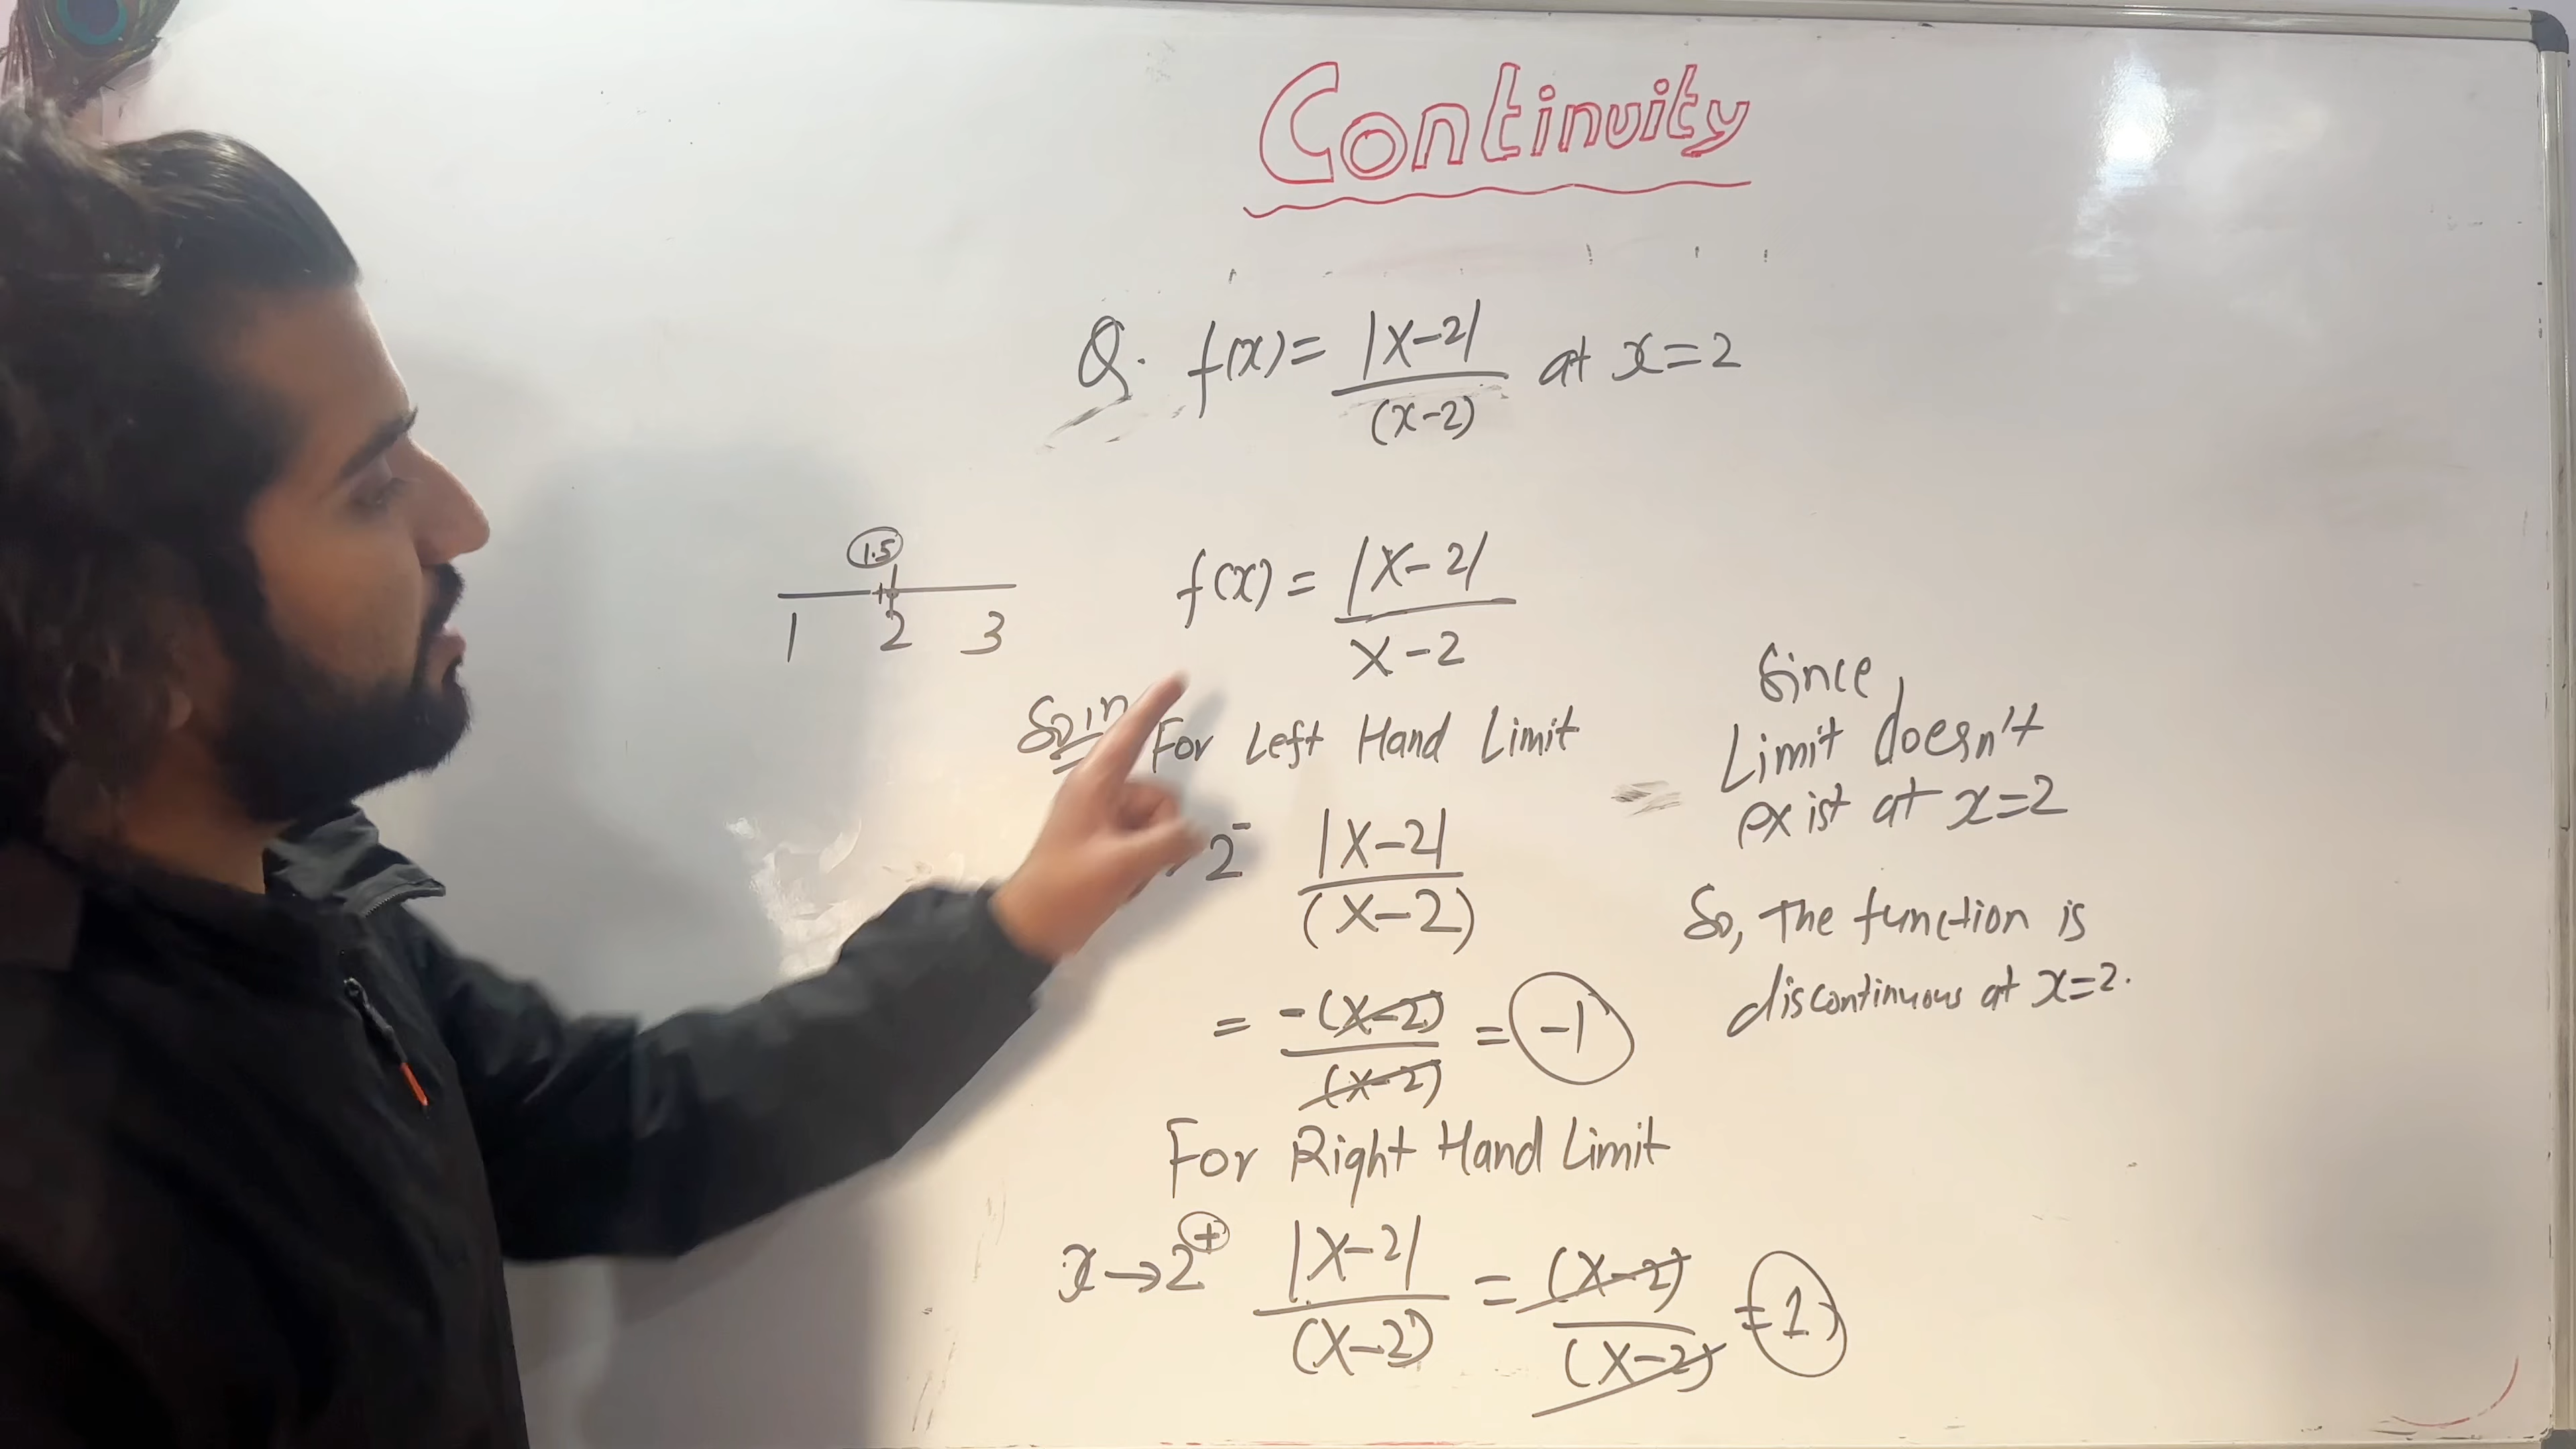 Continuity
Q. f(x) = |x-2| / (x-2) at x=2
1.5
1 2 3
f(x) = |x-2| / x-2
Soln For Left Hand Limit
2⁻ |x-2| / (x-2)
= -(x-2) / (x-2) = -1
For Right Hand Limit
x→2⁺ |x-2| / (x-2) = (x-2) / (x-2) = 1
Since
Limit doesn't
exist at x=2
So, The function is
discontinuous at x=2.